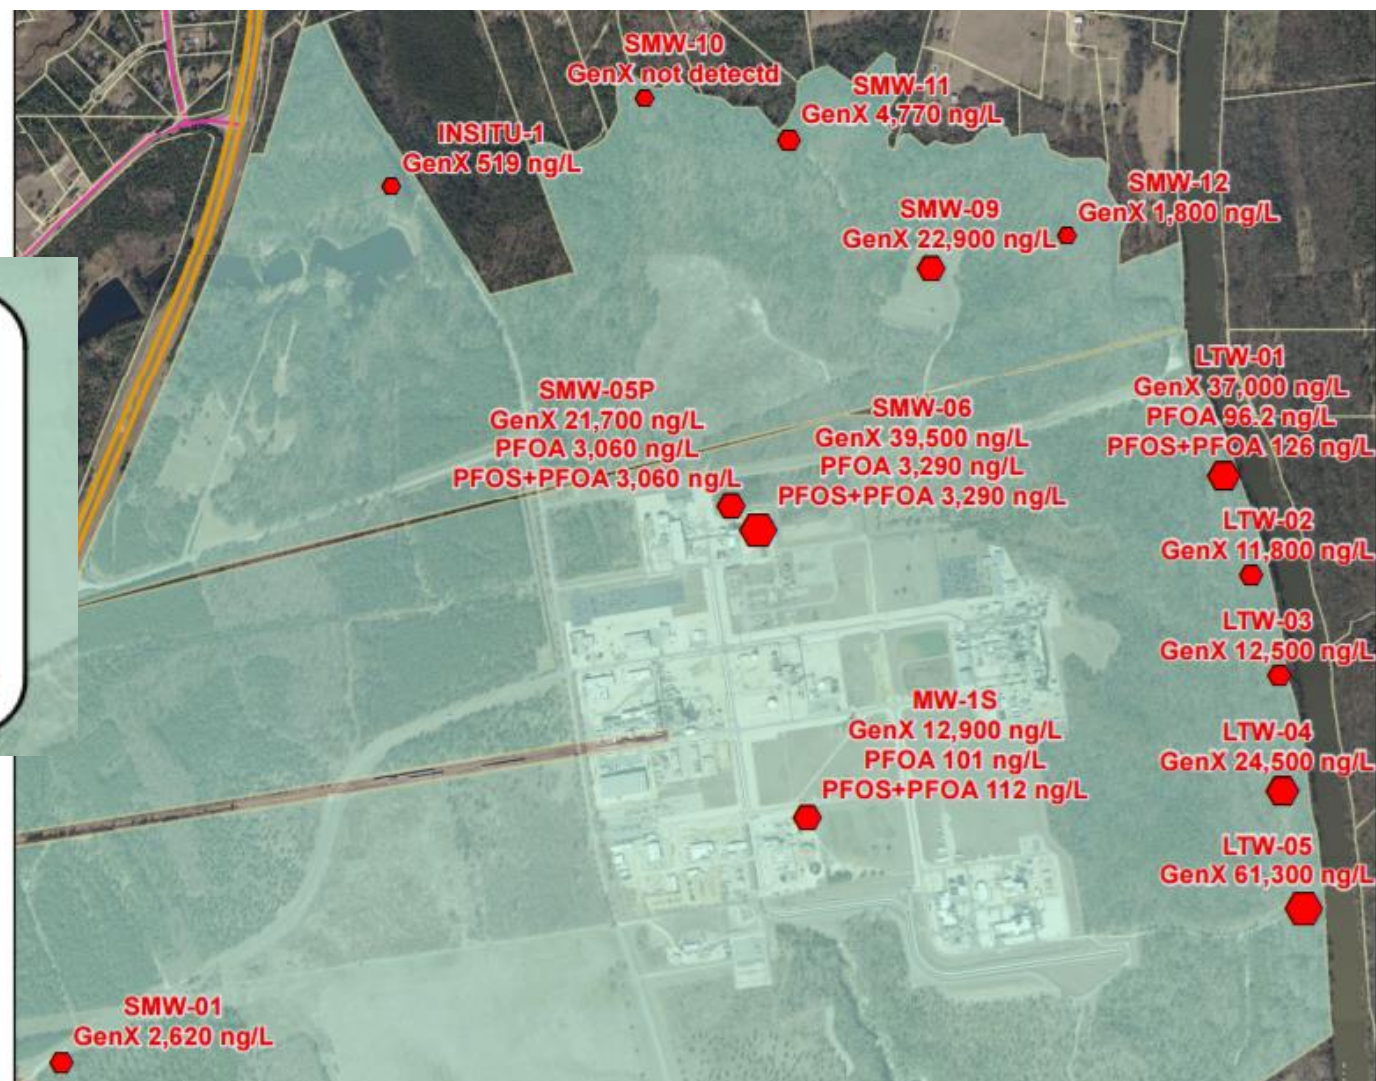 SMW-10
GenX not detectd
SMW-11
GenX 4,770 ng/L
INSITU-1
GenX 519 ng/L
SMW-12
GenX 1,800 ng/L
SMW-09
GenX 22,900 ng/L
LTW-01
GenX 37,000 ng/L
PFOA 96.2 ng/L
PFOS+PFOA 126 ng/L
SMW-05P
GenX 21,700 ng/L
PFOA 3,060 ng/L
PFOS+PFOA 3,060 ng/L
SMW-06
GenX 39,500 ng/L
PFOA 3,290 ng/L
PFOS+PFOA 3,290 ng/L
LTW-02
GenX 11,800 ng/L
LTW-03
GenX 12,500 ng/L
MW-1S
GenX 12,900 ng/L
PFOA 101 ng/L
PFOS+PFOA 112 ng/L
LTW-04
GenX 24,500 ng/L
LTW-05
GenX 61,300 ng/L
SMW-01
GenX 2,620 ng/L